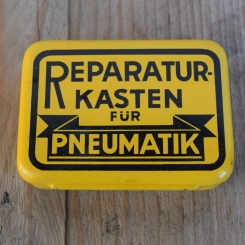 REPARATUR-
KASTEN
FÜR
PNEUMATIK